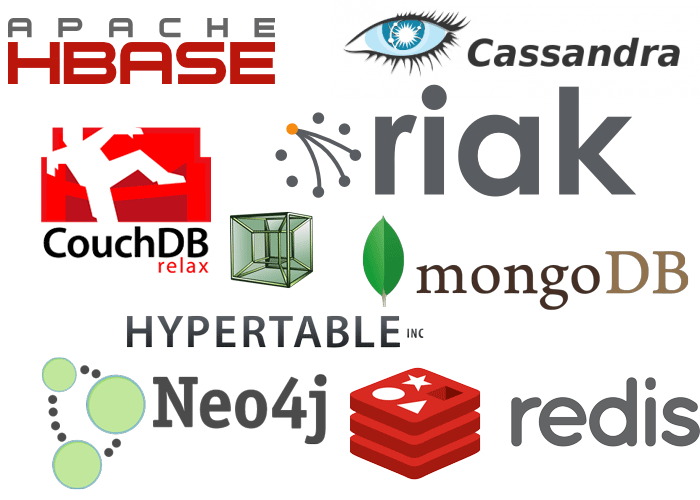 APACHE
HBASE
Cassandra
riak
CouchDB
relax
mongoDB
HYPERTABLE INC
Neo4j
redis